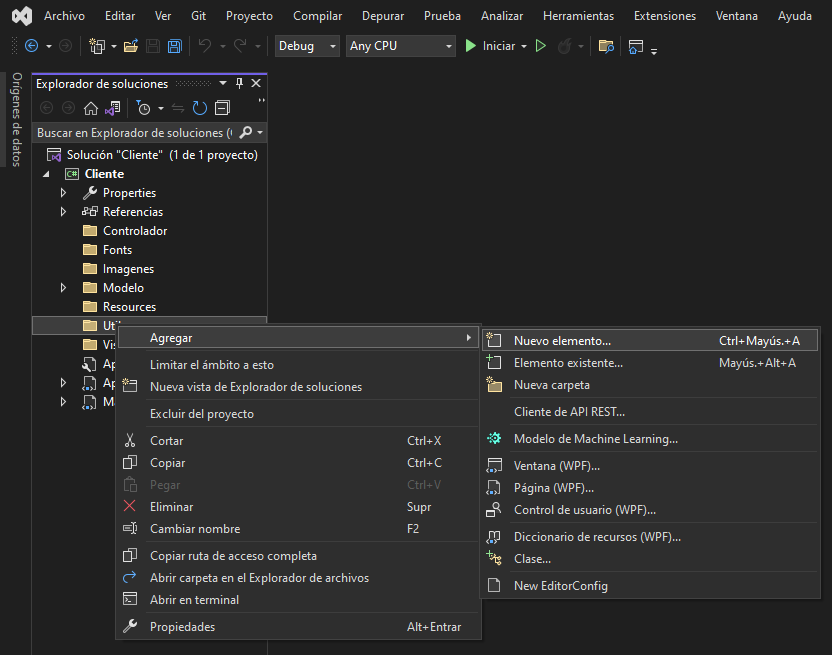 Archivo Editar Ver Git Proyecto Compilar Depurar Prueba Analizar Herramientas Extensiones Ventana Ayuda
Debug Any CPU Iniciar
Orígenes de datos
Explorador de soluciones
Buscar en Explorador de soluciones (
Solución "Cliente" (1 de 1 proyecto)
C# Cliente
Properties
Referencias
Controlador
Fonts
Imagenes
Modelo
Resources
Agregar
Limitar el ámbito a esto
Nueva vista de Explorador de soluciones
Excluir del proyecto
Cortar Ctrl+X
Copiar Ctrl+C
Pegar Ctrl+V
Eliminar Supr
Cambiar nombre F2
Copiar ruta de acceso completa
Abrir carpeta en el Explorador de archivos
Abrir en terminal
Propiedades Alt+Entrar
Nuevo elemento... Ctrl+Mayús.+A
Elemento existente... Mayús.+Alt+A
Nueva carpeta
Cliente de API REST...
Modelo de Machine Learning...
Ventana (WPF)...
Página (WPF)...
Control de usuario (WPF)...
Diccionario de recursos (WPF)...
Clase...
New EditorConfig